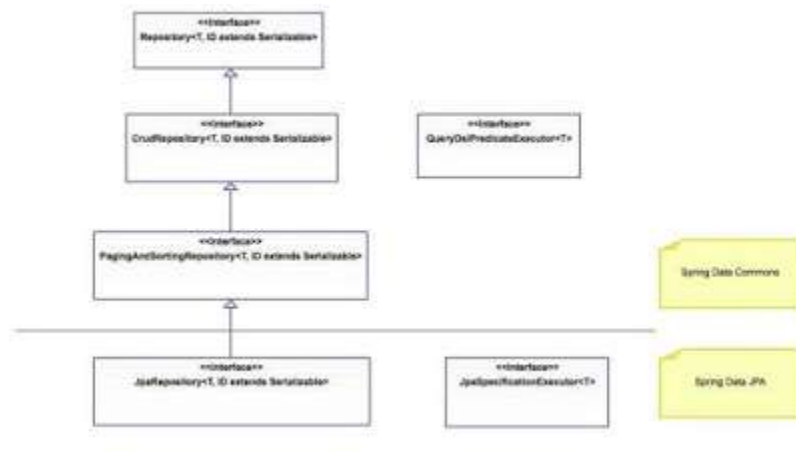 <<Interface>>
Repository<T, ID extends Serializable>
<<Interface>>
CrudRepository<T, ID extends Serializable>
<<Interface>>
QueryDslPredicateExecutor<T>
<<Interface>>
PagingAndSortingRepository<T, ID extends Serializable>
Spring Data Commons
<<Interface>>
JpaRepository<T, ID extends Serializable>
<<Interface>>
JpaSpecificationExecutor<T>
Spring Data JPA